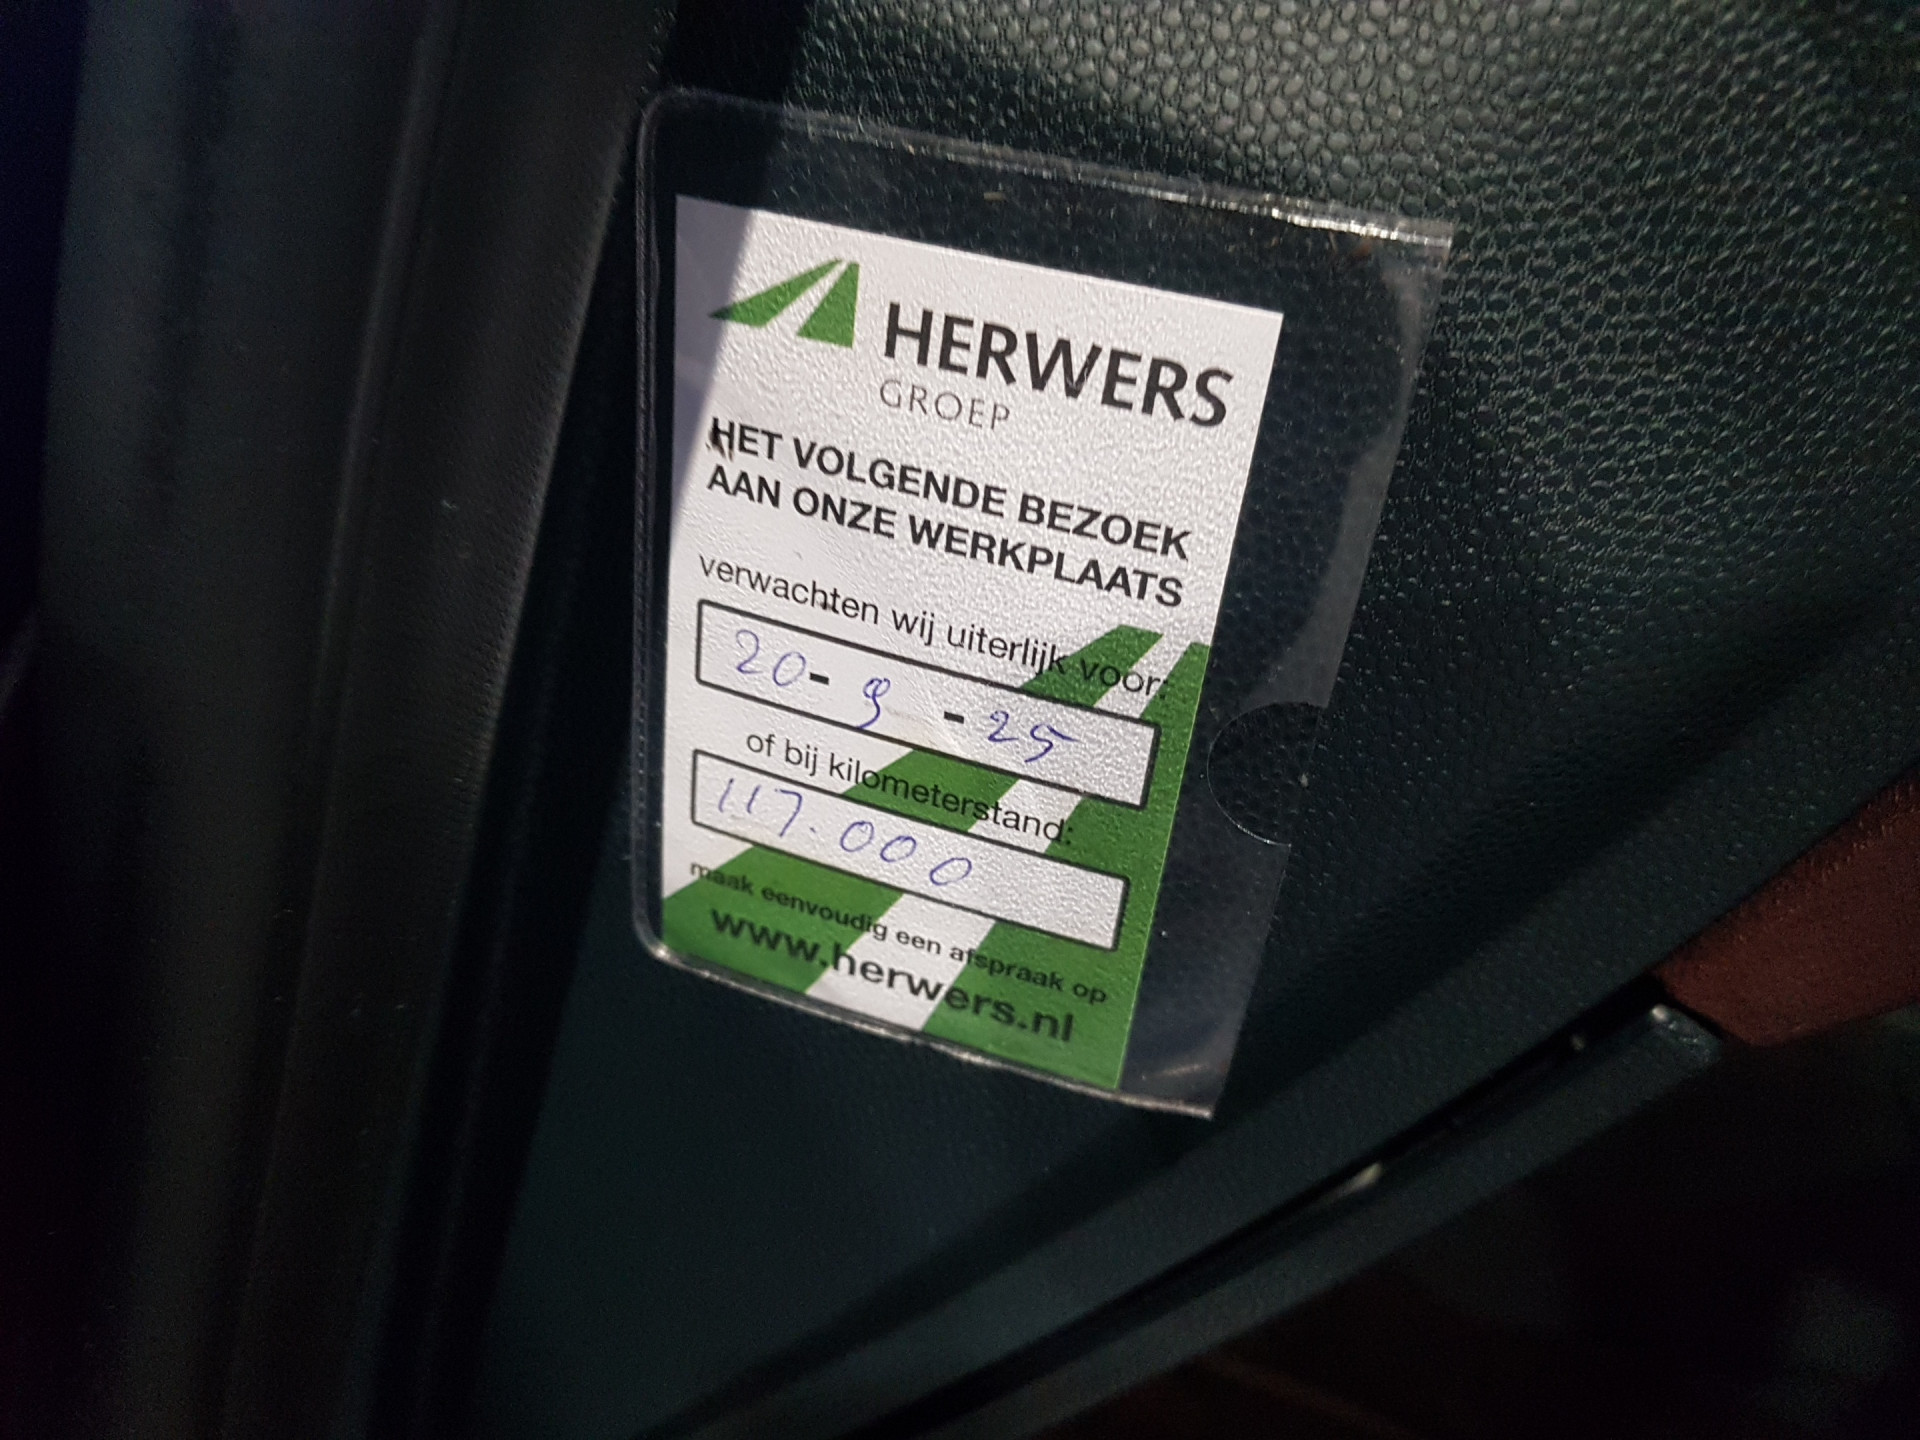 HERWERS
GROEP
HET VOLGENDE BEZOEK
AAN ONZE WERKPLAATS
verwachten wij uiterlijk voor:
20-9-25
of bij kilometerstand:
117.000
maak eenvoudig een afspraak op
www.herwers.nl